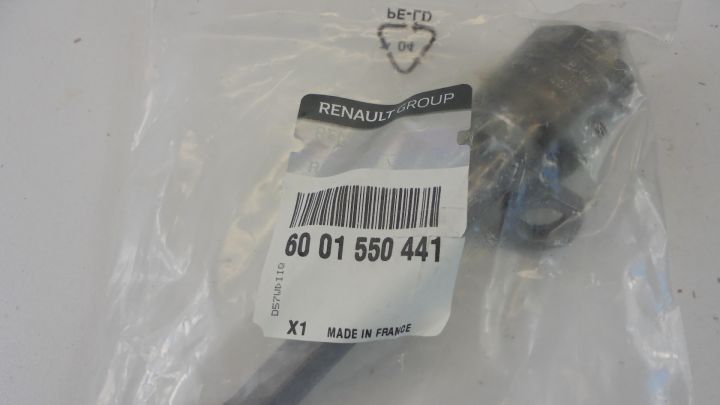 PE-LD
04
RENAULT GROUP
60 01 550 441
X1 MADE IN FRANCE